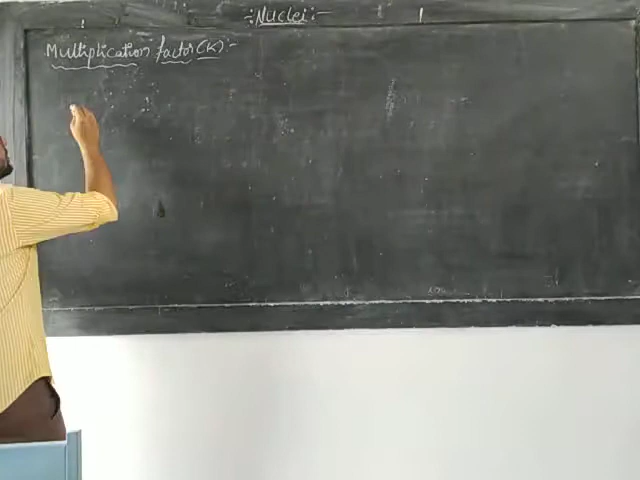 :Nuclei:-
Multiplication factor (K):-